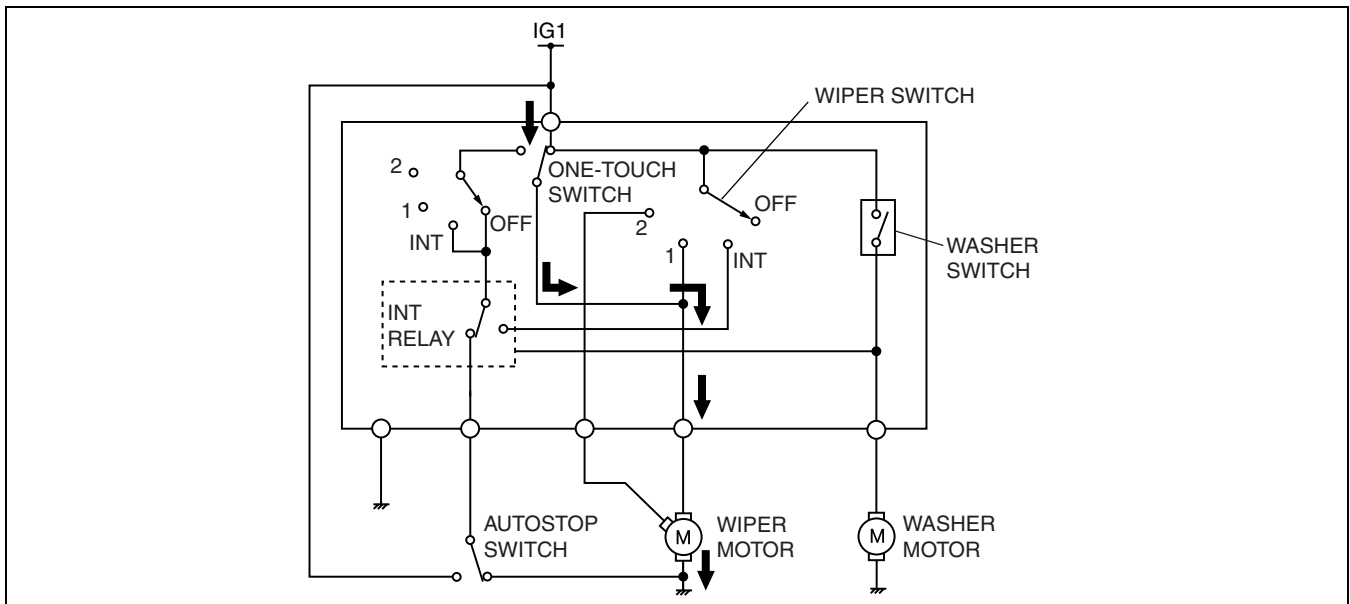 IG1
WIPER SWITCH
ONE-TOUCH
SWITCH
2
1
INT
OFF
2
1
INT
OFF
WASHER
SWITCH
INT
RELAY
AUTOSTOP
SWITCH
M
WIPER
MOTOR
M
WASHER
MOTOR